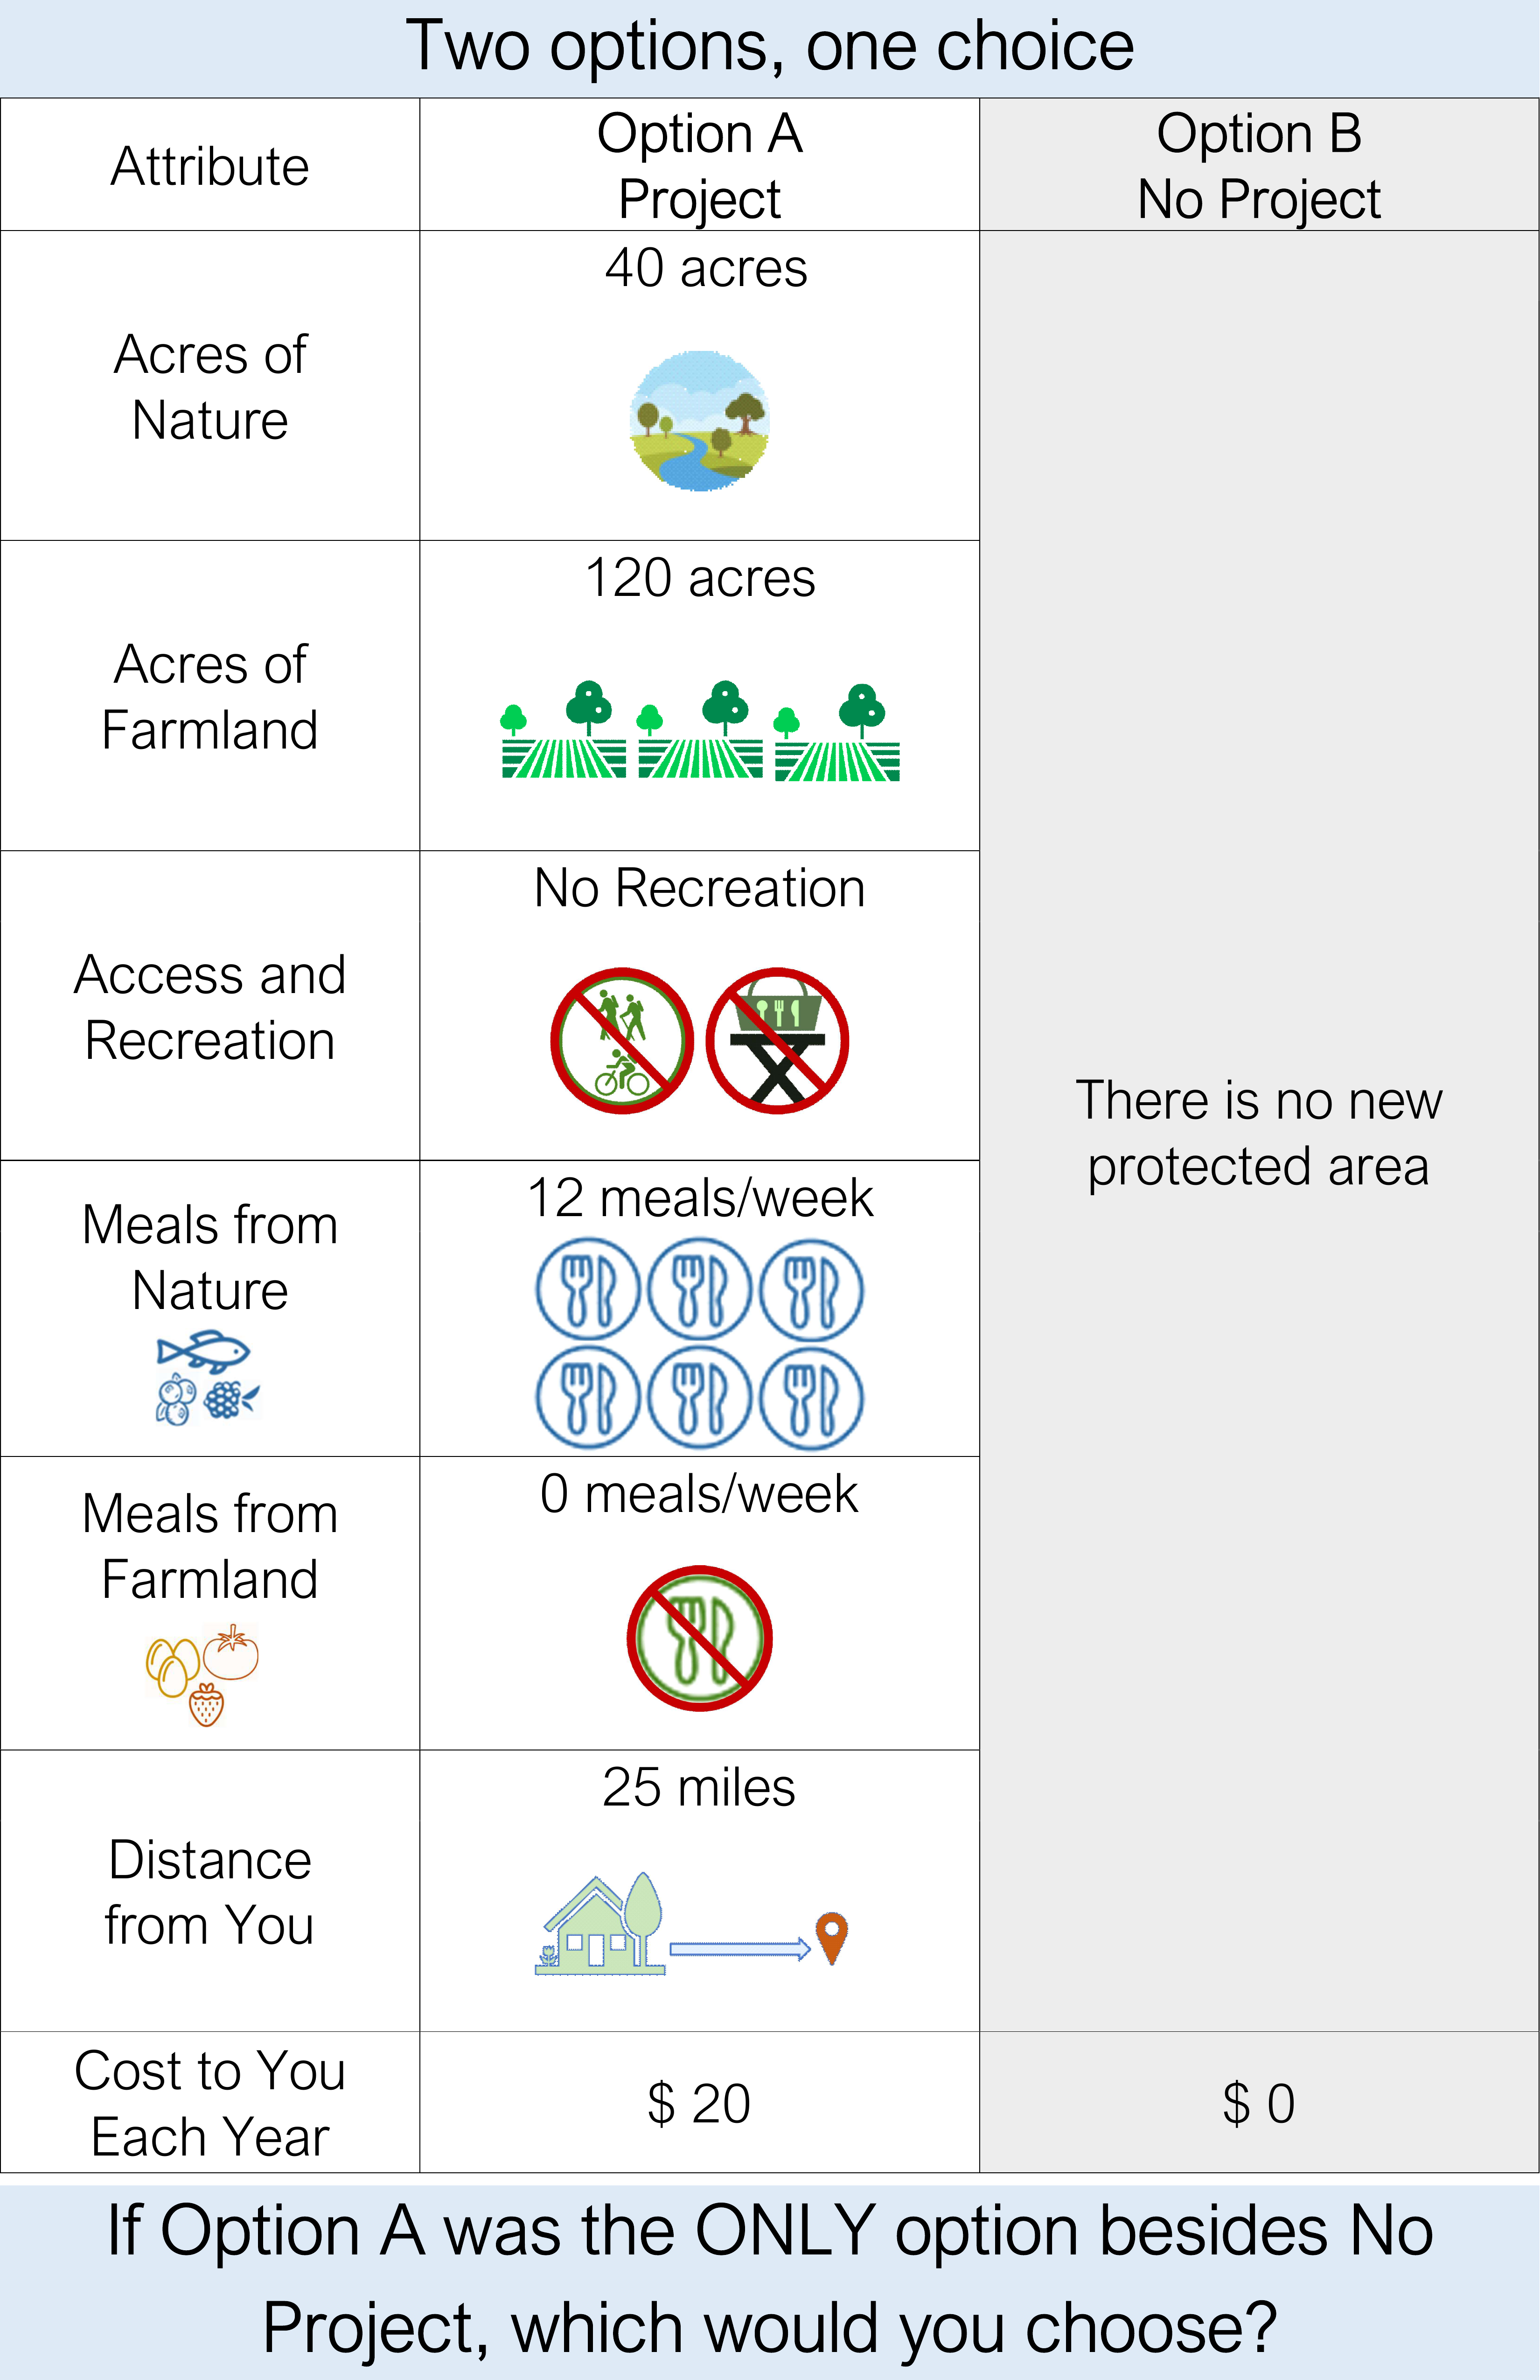 Two options, one choice
Attribute
Option A
Project
Option B
No Project
Acres of
Nature
40 acres
Acres of
Farmland
120 acres
Access and
Recreation
No Recreation
There is no new
protected area
Meals from
Nature
12 meals/week
Meals from
Farmland
0 meals/week
Distance
from You
25 miles
Cost to You
Each Year
$ 20
$ 0
If Option A was the ONLY option besides No
Project, which would you choose?